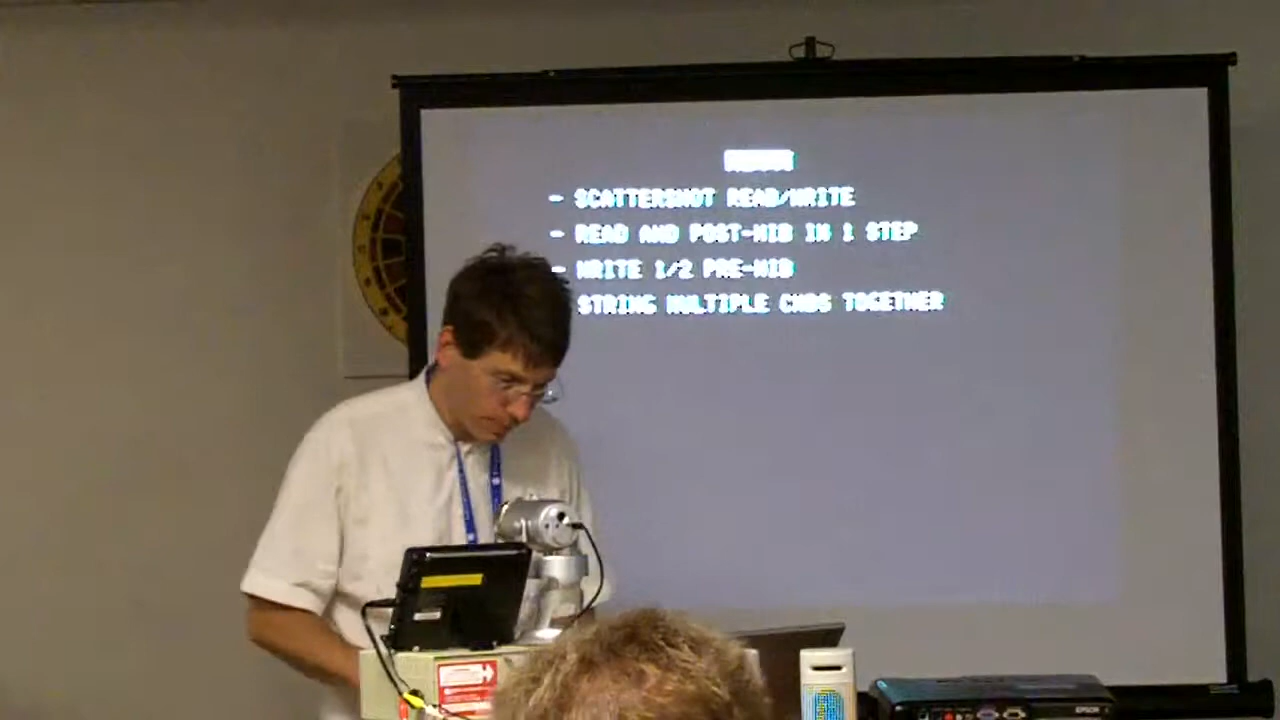 - SCATTERSHOT READ/WRITE
- READ AND POST-NIB IN 1 STEP
- WRITE 1/2 PRE-NIB
STRING MULTIPLE CMDS TOGETHER
EPSON